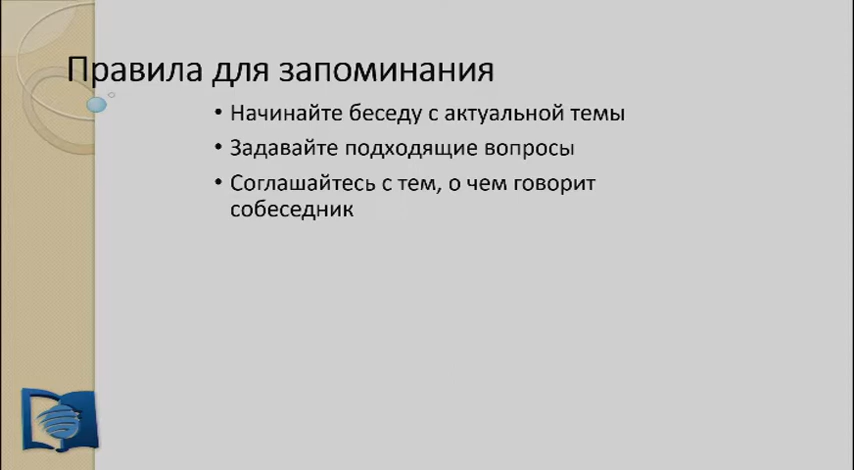 Правила для запоминания
• Начинайте беседу с актуальной темы
• Задавайте подходящие вопросы
• Соглашайтесь с тем, о чем говорит
собеседник